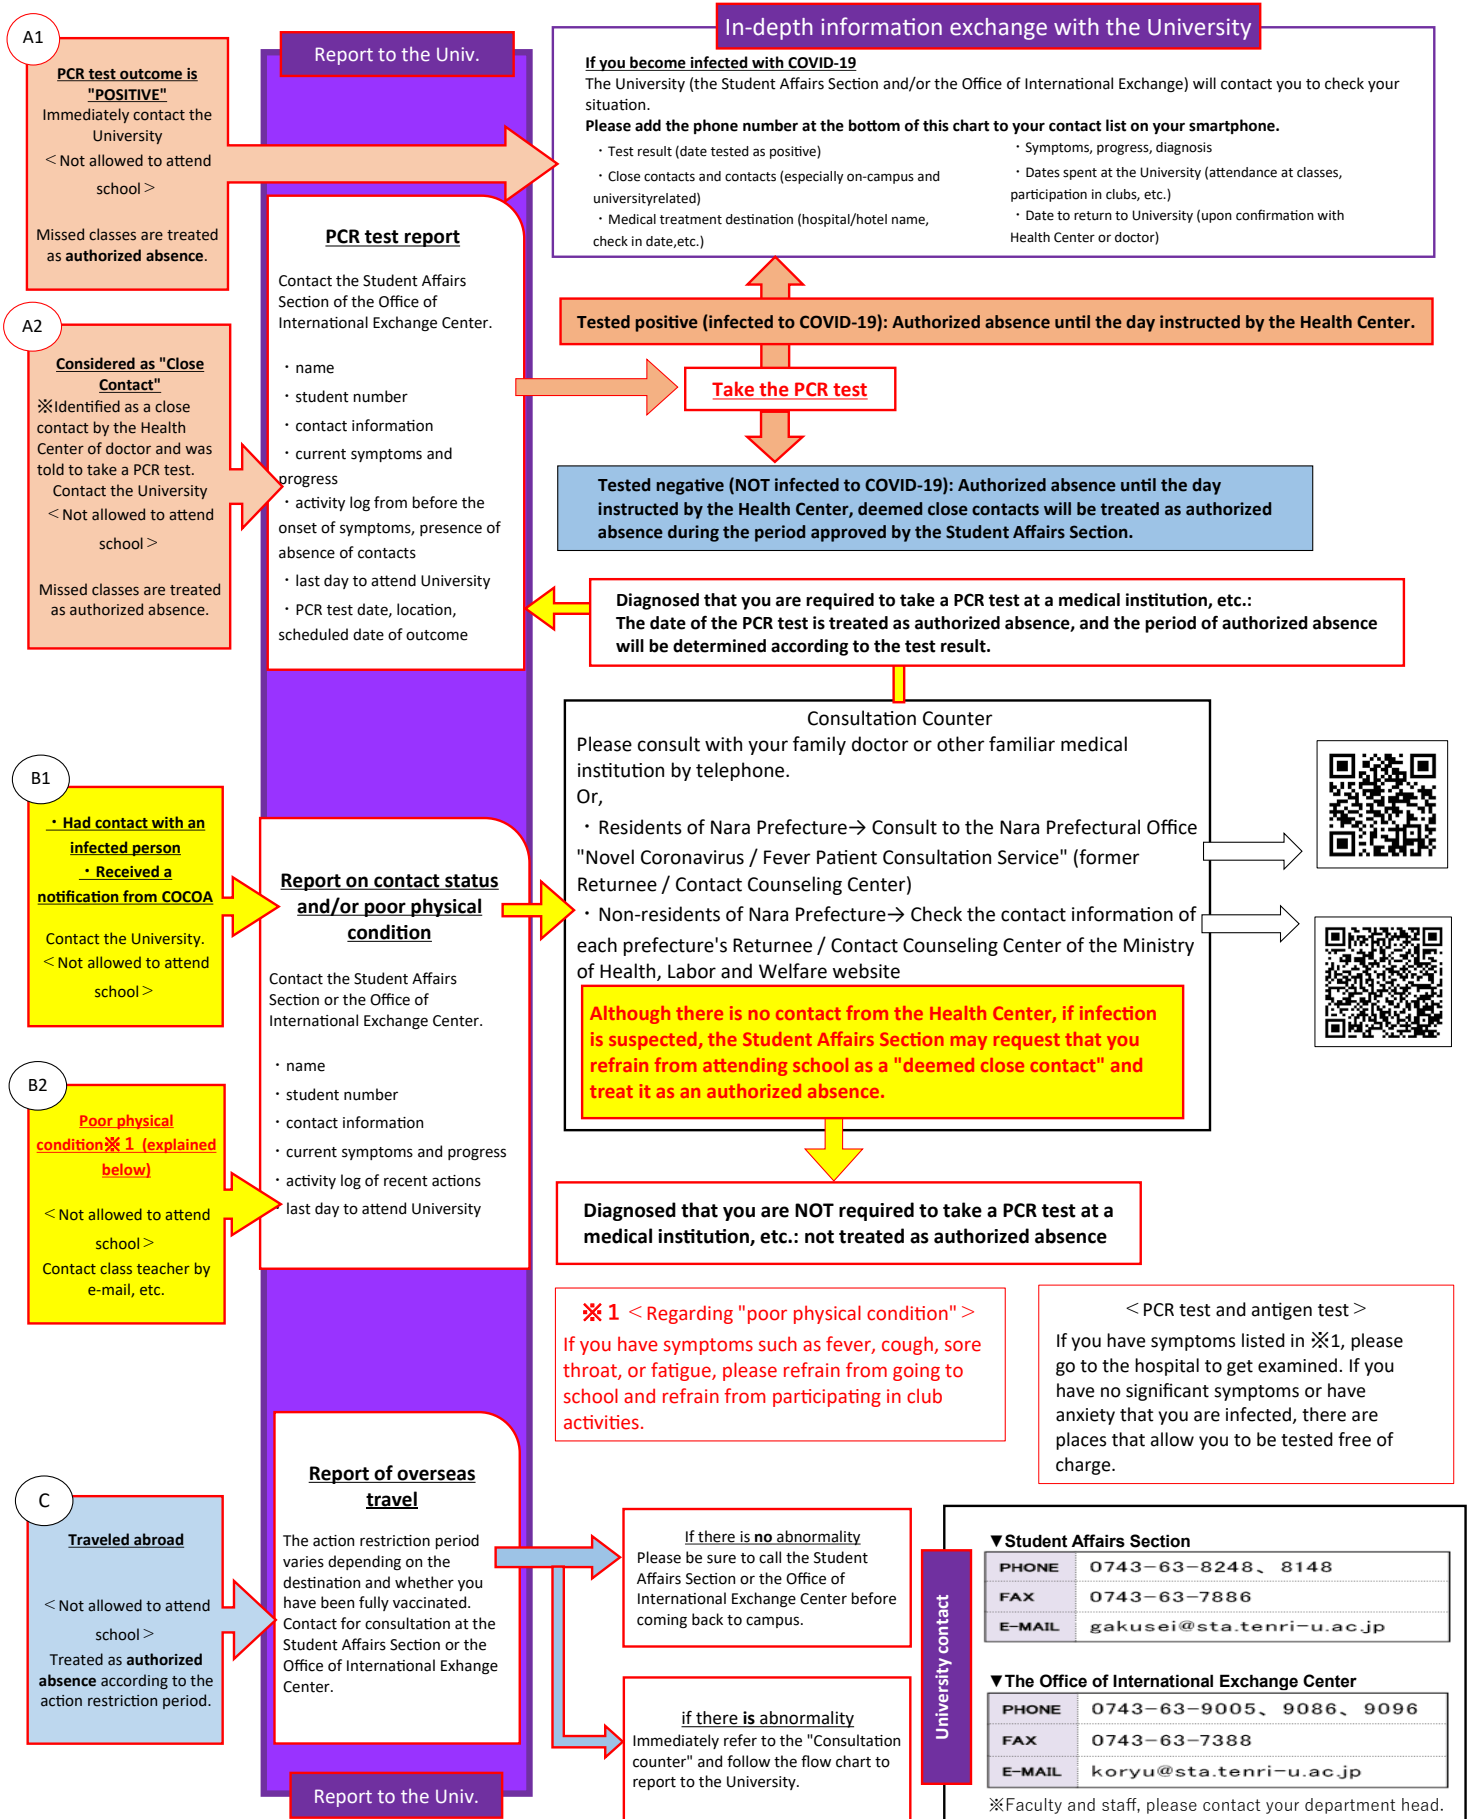 A1
PCR test outcome is
"POSITIVE"
Immediately contact the
University
＜Not allowed to attend
school＞
Missed classes are treated
as authorized absence.
A2
Considered as "Close
Contact"
※Identified as a close
contact by the Health
Center of doctor and was
told to take a PCR test.
Contact the University
＜Not allowed to attend
school＞
Missed classes are treated
as authorized absence.
B1
・Had contact with an
infected person
・Received a
notification from COCOA
Contact the University.
＜Not allowed to attend
school＞
B2
Poor physical
condition※1 (explained
below)
＜Not allowed to attend
school＞
Contact class teacher by
e-mail, etc.
C
Traveled abroad
＜Not allowed to attend
school＞
Treated as authorized
absence according to the
action restriction period.
Report to the Univ.
PCR test report
Contact the Student Affairs
Section of the Office of
International Exchange Center.
・name
・student number
・contact information
・current symptoms and
progress
・activity log from before the
onset of symptoms, presence of
absence of contacts
・last day to attend University
・PCR test date, location,
scheduled date of outcome
Report on contact status
and/or poor physical
condition
Contact the Student Affairs
Section or the Office of
International Exchange Center.
・name
・student number
・contact information
・current symptoms and progress
・activity log of recent actions
last day to attend University
Report of overseas
travel
The action restriction period
varies depending on the
destination and whether you
have been fully vaccinated.
Contact for consultation at the
Student Affairs Section or the
Office of International Exhange
Center.
Report to the Univ.
In-depth information exchange with the University
If you become infected with COVID-19
The University (the Student Affairs Section and/or the Office of International Exchange) will contact you to check your
situation.
Please add the phone number at the bottom of this chart to your contact list on your smartphone.
・Test result (date tested as positive)
・Close contacts and contacts (especially on-campus and
universityrelated)
・Medical treatment destination (hospital/hotel name,
check in date,etc.)
・Symptoms, progress, diagnosis
・Dates spent at the University (attendance at classes,
participation in clubs, etc.)
・Date to return to University (upon confirmation with
Health Center or doctor)
Tested positive (infected to COVID-19): Authorized absence until the day instructed by the Health Center.
Take the PCR test
Tested negative (NOT infected to COVID-19): Authorized absence until the day
instructed by the Health Center, deemed close contacts will be treated as authorized
absence during the period approved by the Student Affairs Section.
Diagnosed that you are required to take a PCR test at a medical institution, etc.:
The date of the PCR test is treated as authorized absence, and the period of authorized absence
will be determined according to the test result.
Consultation Counter
Please consult with your family doctor or other familiar medical
institution by telephone.
Or,
・Residents of Nara Prefecture→ Consult to the Nara Prefectural Office
"Novel Coronavirus / Fever Patient Consultation Service" (former
Returnee / Contact Counseling Center)
・Non-residents of Nara Prefecture→ Check the contact information of
each prefecture's Returnee / Contact Counseling Center of the Ministry
of Health, Labor and Welfare website
Although there is no contact from the Health Center, if infection
is suspected, the Student Affairs Section may request that you
refrain from attending school as a "deemed close contact" and
treat it as an authorized absence.
Diagnosed that you are NOT required to take a PCR test at a
medical institution, etc.: not treated as authorized absence
※1 ＜Regarding "poor physical condition"＞
If you have symptoms such as fever, cough, sore
throat, or fatigue, please refrain from going to
school and refrain from participating in club
activities.
＜PCR test and antigen test＞
If you have symptoms listed in ※1, please
go to the hospital to get examined. If you
have no significant symptoms or have
anxiety that you are infected, there are
places that allow you to be tested free of
charge.
If there is no abnormality
Please be sure to call the Student
Affairs Section or the Office of
International Exchange Center before
coming back to campus.
if there is abnormality
Immediately refer to the "Consultation
counter" and follow the flow chart to
report to the University.
University contact
▼Student Affairs Section
PHONE 0743-63-8248、8148
FAX 0743-63-7886
E-MAIL gakusei@sta.tenri-u.ac.jp
▼The Office of International Exchange Center
PHONE 0743-63-9005、9086、9096
FAX 0743-63-7388
E-MAIL koryu@sta.tenri-u.ac.jp
※Faculty and staff, please contact your department head.